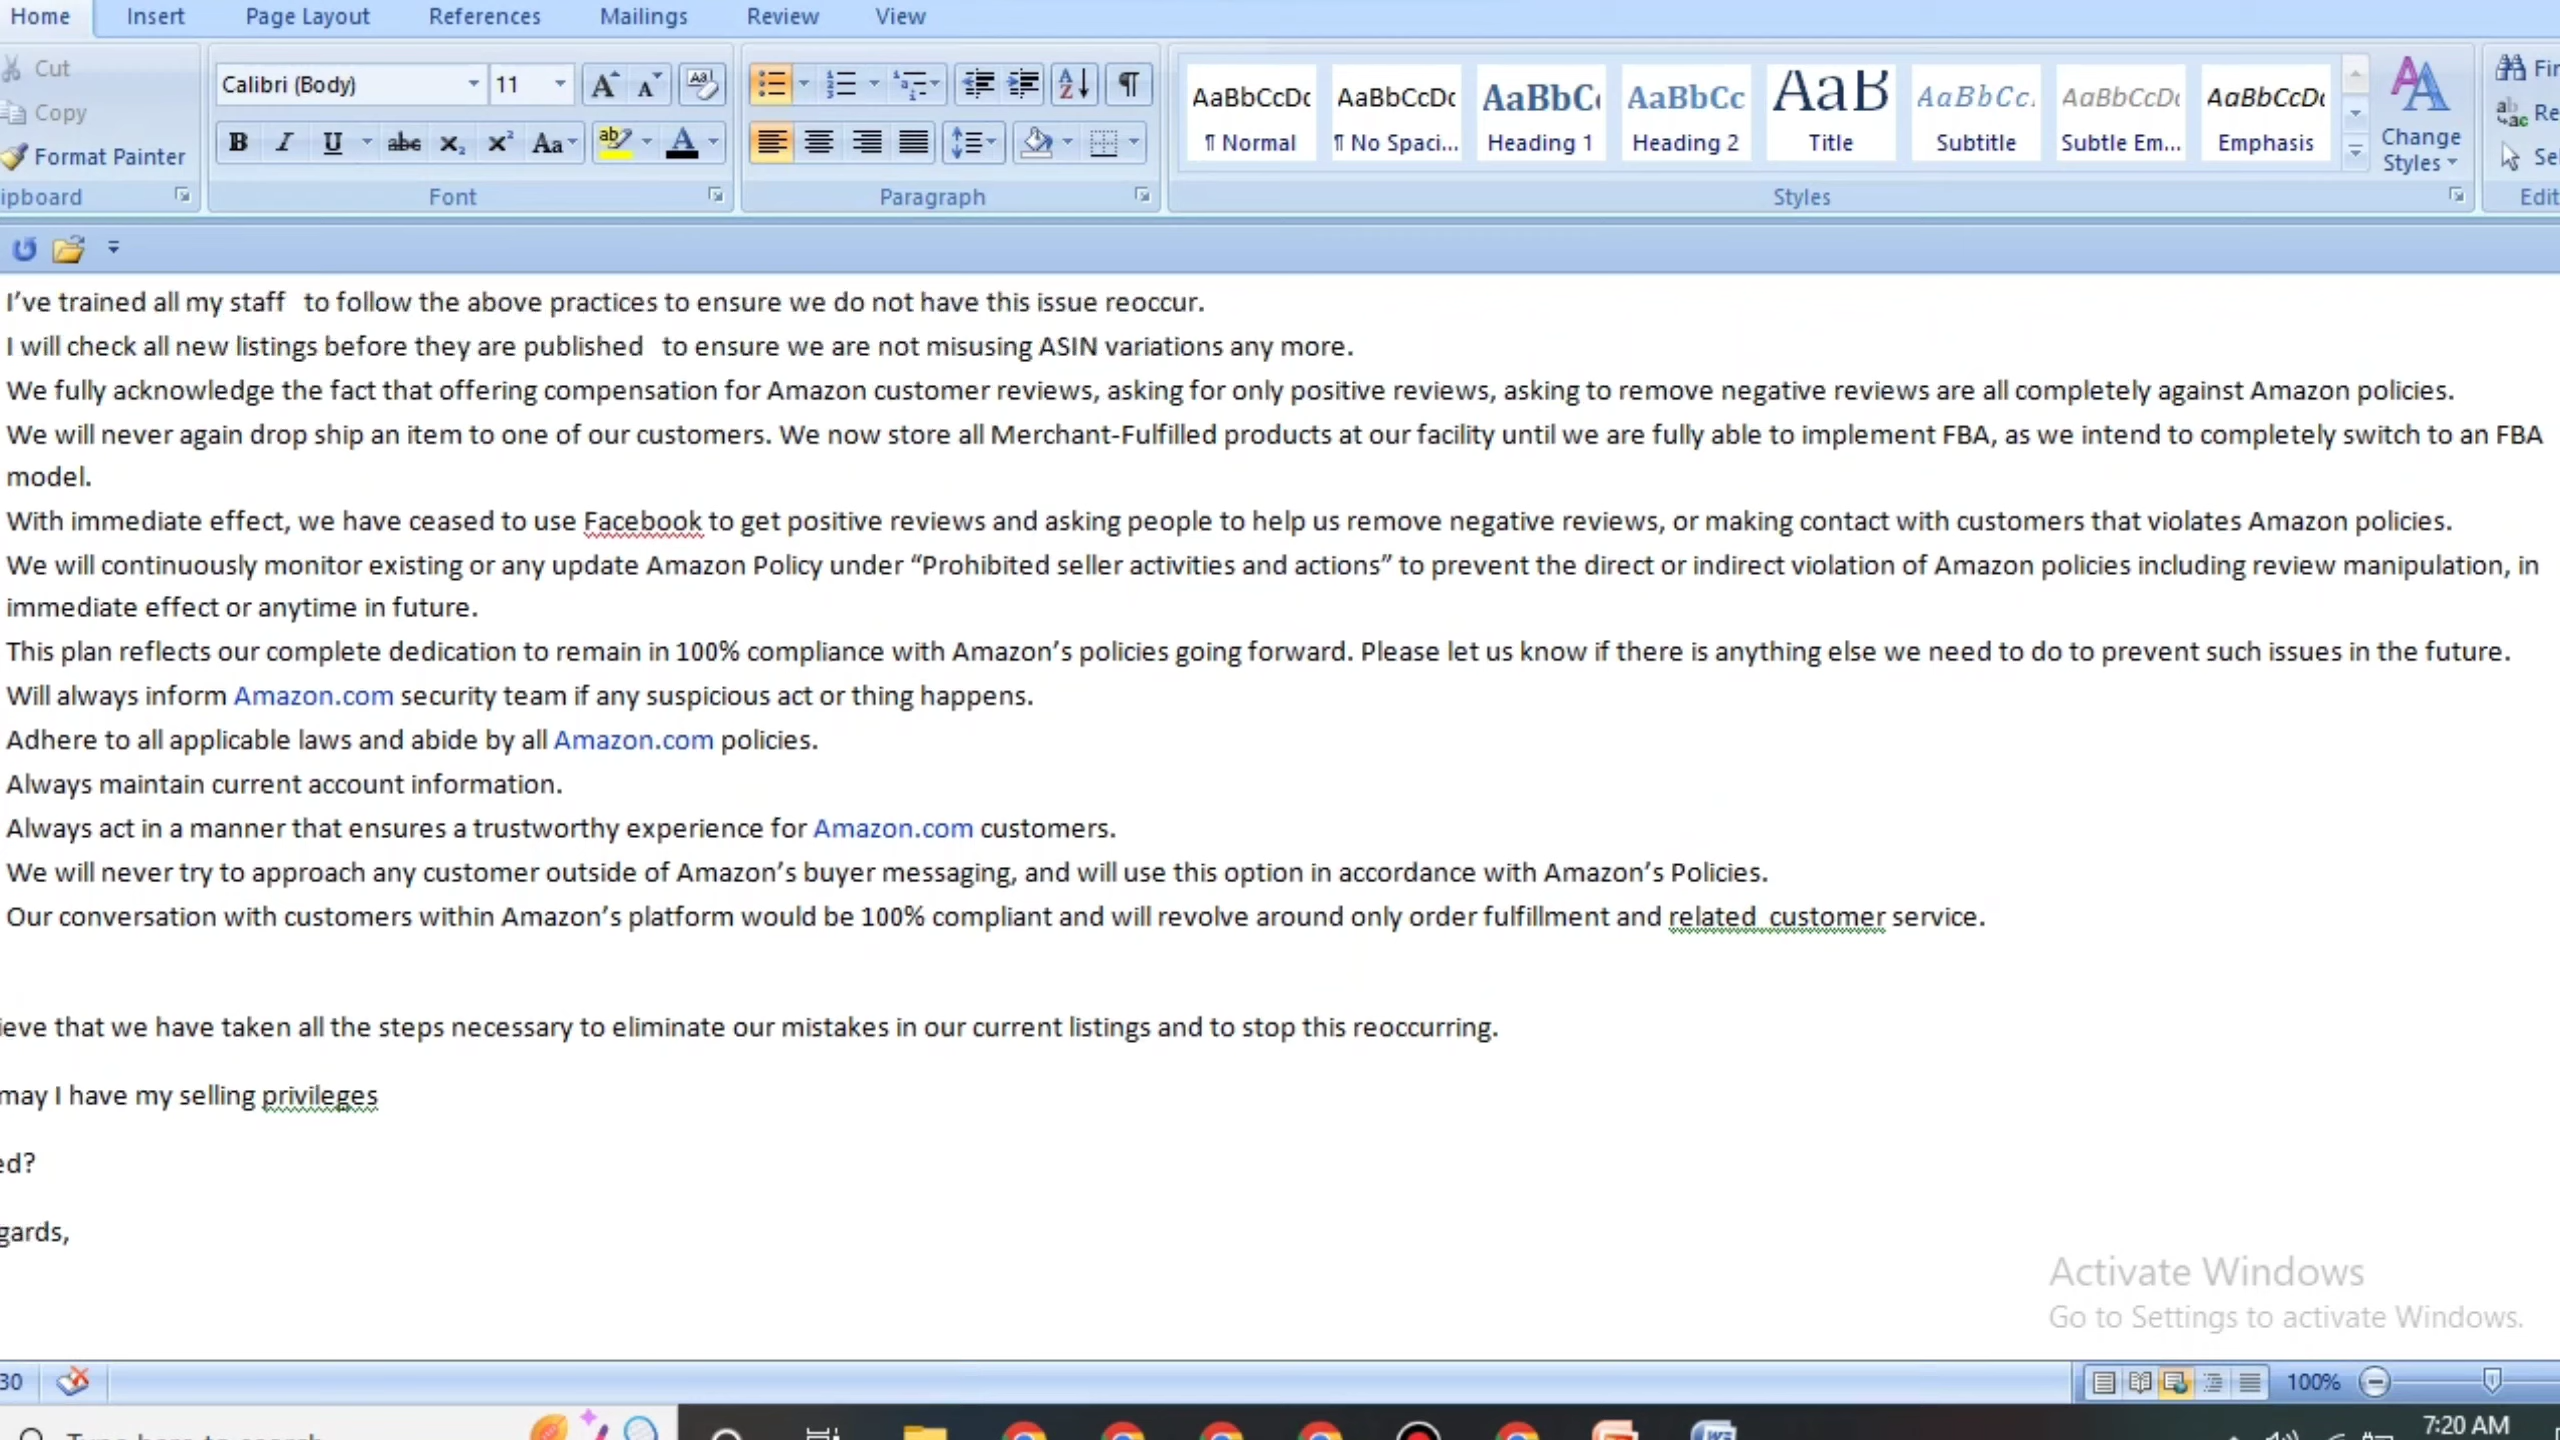 Home Insert Page Layout References Mailings Review View
Cut
Copy
Format Painter
Calibri (Body) 11
AaBbCcDc AaBbCcDc AaBbC AaBbCc AaB AaBbCc. AaBbCcDc AaBbCcDc
¶ Normal ¶ No Spaci... Heading 1 Heading 2 Title Subtitle Subtle Em... Emphasis
Change Styles
ipboard Font Paragraph Styles Edit
I’ve trained all my staff to follow the above practices to ensure we do not have this issue reoccur.
I will check all new listings before they are published to ensure we are not misusing ASIN variations any more.
We fully acknowledge the fact that offering compensation for Amazon customer reviews, asking for only positive reviews, asking to remove negative reviews are all completely against Amazon policies.
We will never again drop ship an item to one of our customers. We now store all Merchant-Fulfilled products at our facility until we are fully able to implement FBA, as we intend to completely switch to an FBA
model.
With immediate effect, we have ceased to use Facebook to get positive reviews and asking people to help us remove negative reviews, or making contact with customers that violates Amazon policies.
We will continuously monitor existing or any update Amazon Policy under “Prohibited seller activities and actions” to prevent the direct or indirect violation of Amazon policies including review manipulation, in
immediate effect or anytime in future.
This plan reflects our complete dedication to remain in 100% compliance with Amazon’s policies going forward. Please let us know if there is anything else we need to do to prevent such issues in the future.
Will always inform Amazon.com security team if any suspicious act or thing happens.
Adhere to all applicable laws and abide by all Amazon.com policies.
Always maintain current account information.
Always act in a manner that ensures a trustworthy experience for Amazon.com customers.
We will never try to approach any customer outside of Amazon’s buyer messaging, and will use this option in accordance with Amazon’s Policies.
Our conversation with customers within Amazon’s platform would be 100% compliant and will revolve around only order fulfillment and related customer service.
ieve that we have taken all the steps necessary to eliminate our mistakes in our current listings and to stop this reoccurring.
may I have my selling privileges
ed?
gards,
Activate Windows
Go to Settings to activate Windows.
30 100%
7:20 AM